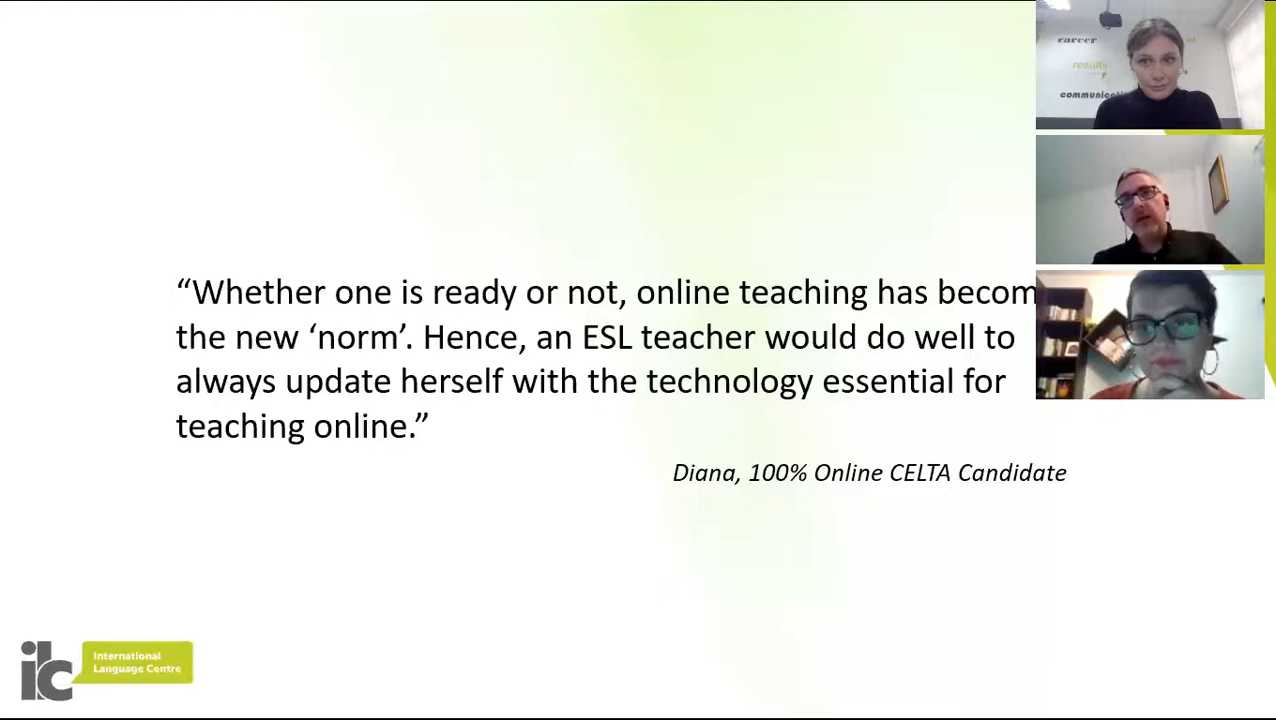 career
results
communicati
“Whether one is ready or not, online teaching has becom
the new ‘norm’. Hence, an ESL teacher would do well to
always update herself with the technology essential for
teaching online.”
Diana, 100% Online CELTA Candidate
ilc
International
Language Centre